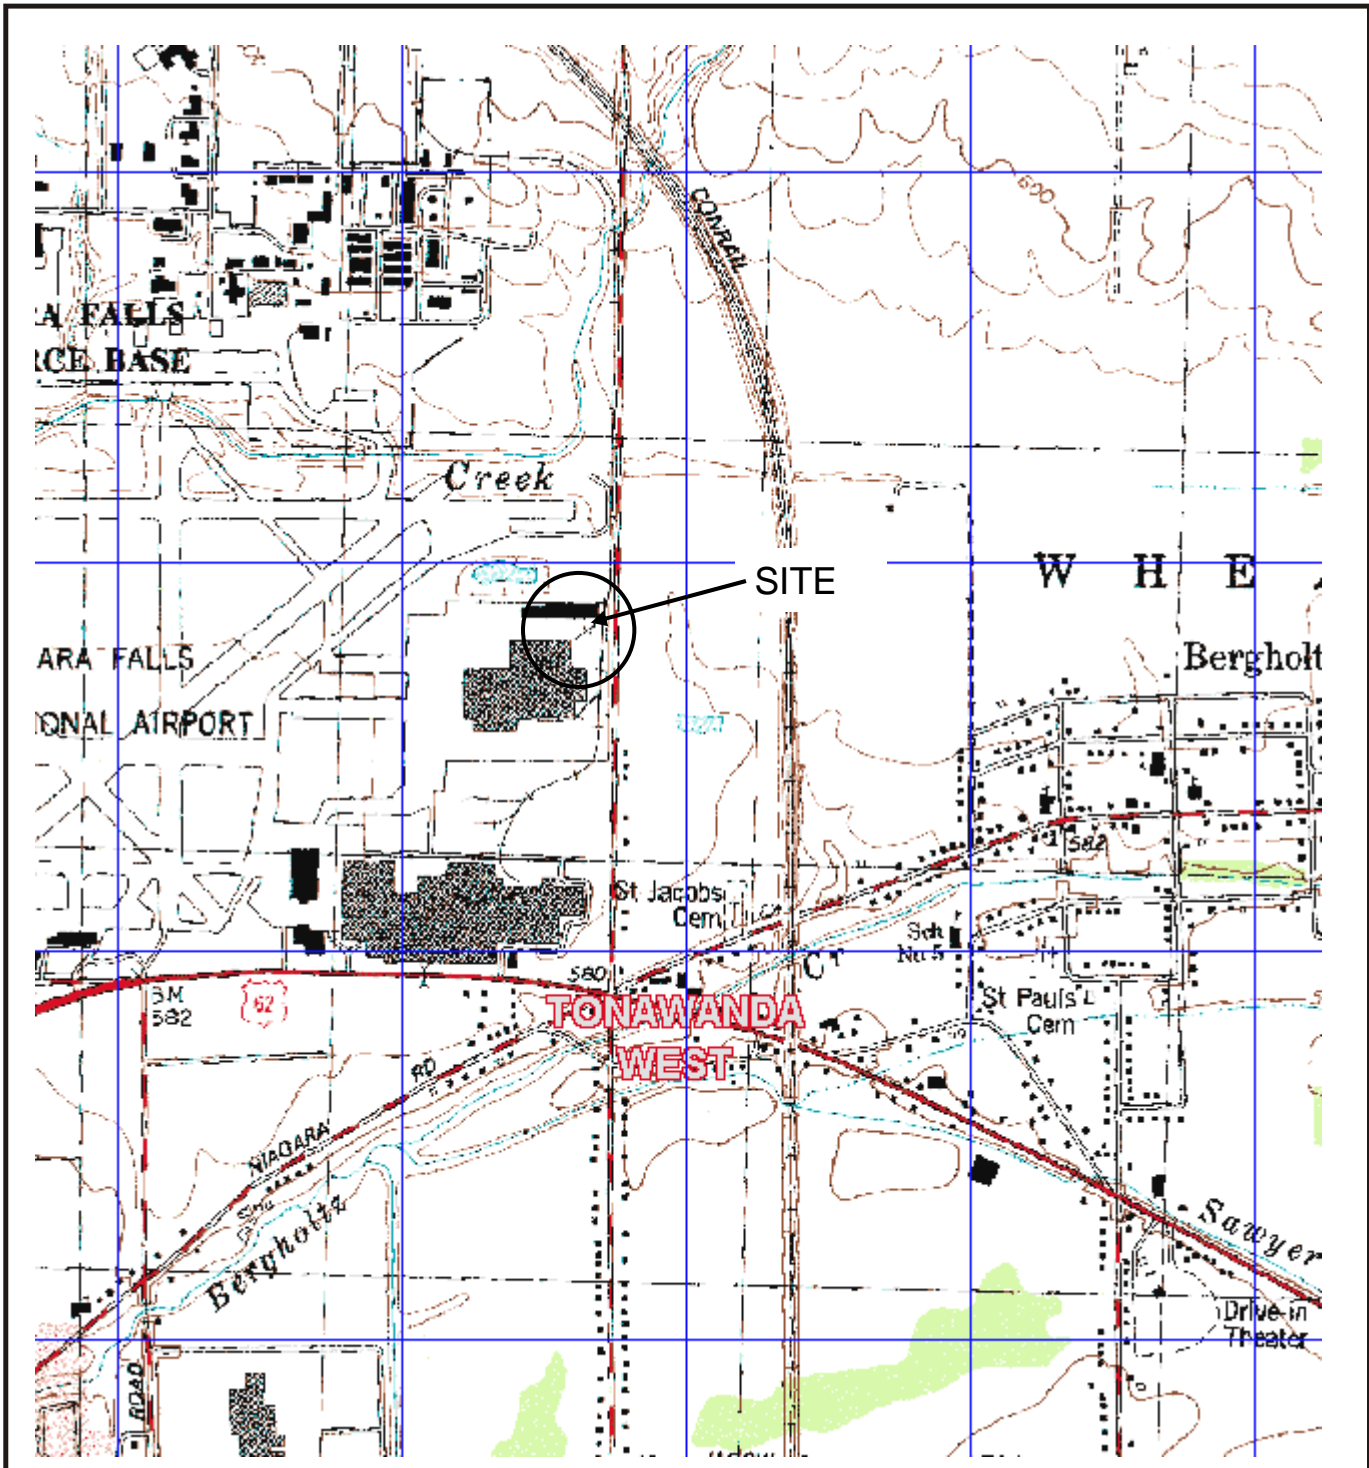 CONRAIL
600
A FALLS
RCE BASE
Creek
SITE
W H E
ARA FALLS
Bergholt
ONAL AIRPORT
582
St Jacobs
Cem
Sch
No 5
Cr
580
BM
582
62
TONAWANDA
WEST
St Pauls
Cem
RD
NIAGARA
Bergholtz
Sawyer
Drive-in
Theater
ROAD